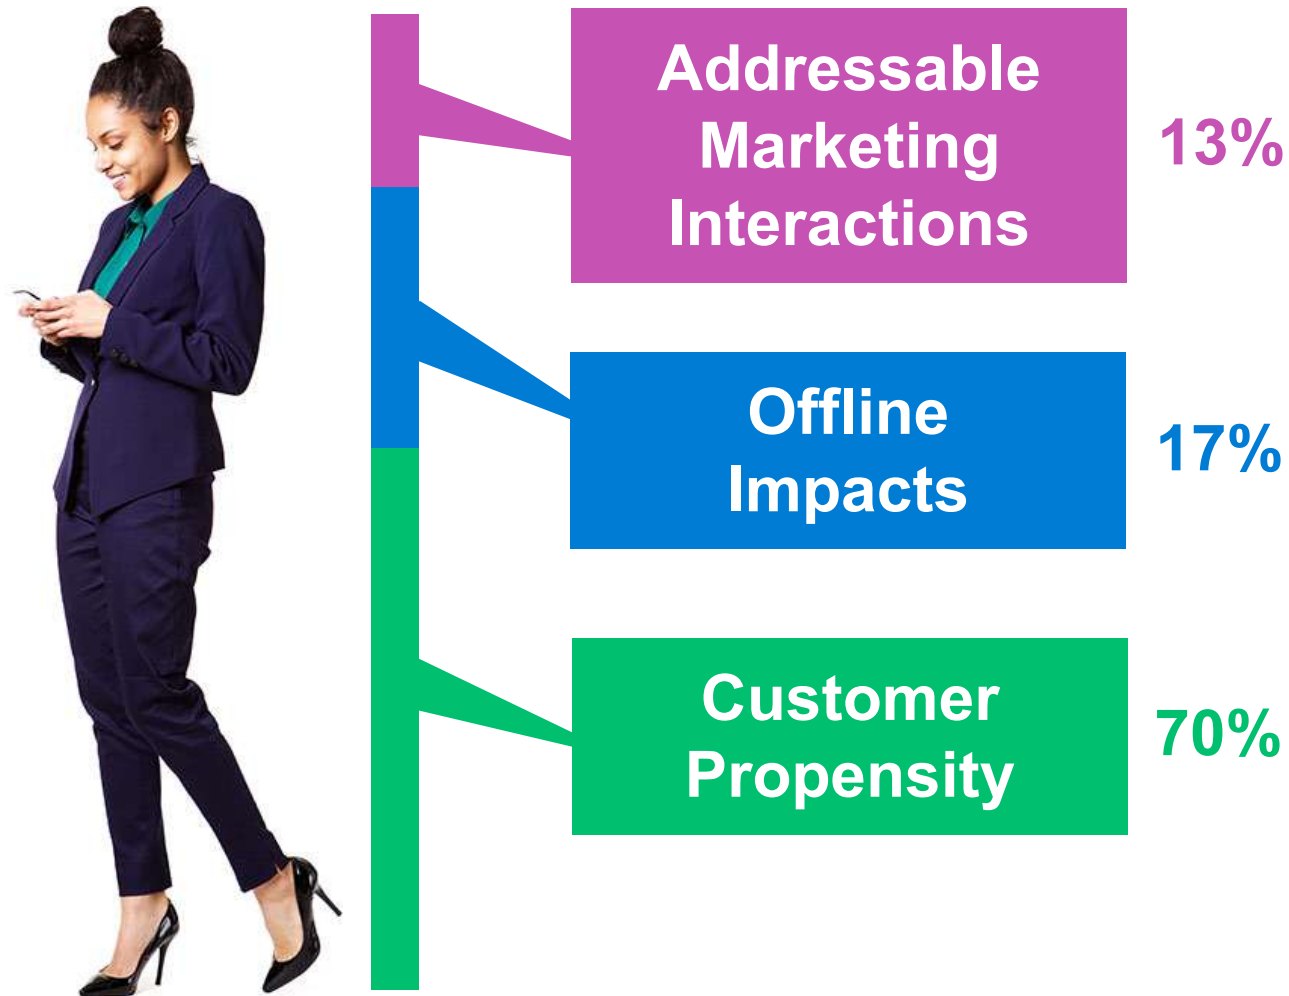 Addressable
Marketing
Interactions
13%
Offline
Impacts
17%
Customer
Propensity
70%